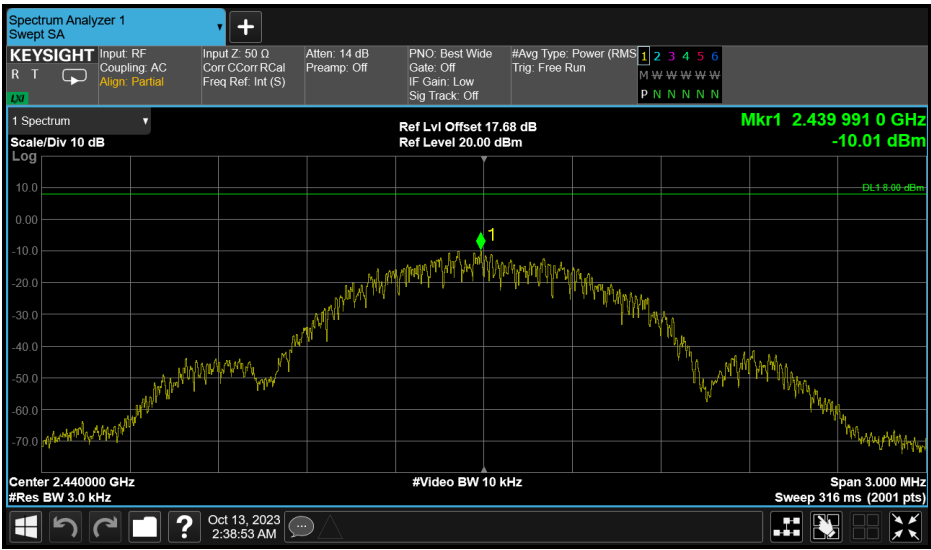 Spectrum Analyzer 1
Swept SA
+
KEYSIGHT Input: RF Input Z: 50 Ω Atten: 14 dB PNO: Best Wide #Avg Type: Power (RMS 1 2 3 4 5 6
R T Coupling: AC Corr CCorr RCal Preamp: Off Gate: Off Trig: Free Run M W W W W W
Align: Partial Freq Ref: Int (S) IF Gain: Low P N N N N N
LXI Sig Track: Off
1 Spectrum Ref Lvl Offset 17.68 dB Mkr1 2.439 991 0 GHz
Scale/Div 10 dB Ref Level 20.00 dBm -10.01 dBm
Log
10.0
DL1 8.00 dBm
0.00
1
-10.0
-20.0
-30.0
-40.0
-50.0
-60.0
-70.0
Center 2.440000 GHz #Video BW 10 kHz Span 3.000 MHz
#Res BW 3.0 kHz Sweep 316 ms (2001 pts)
? Oct 13, 2023
2:38:53 AM